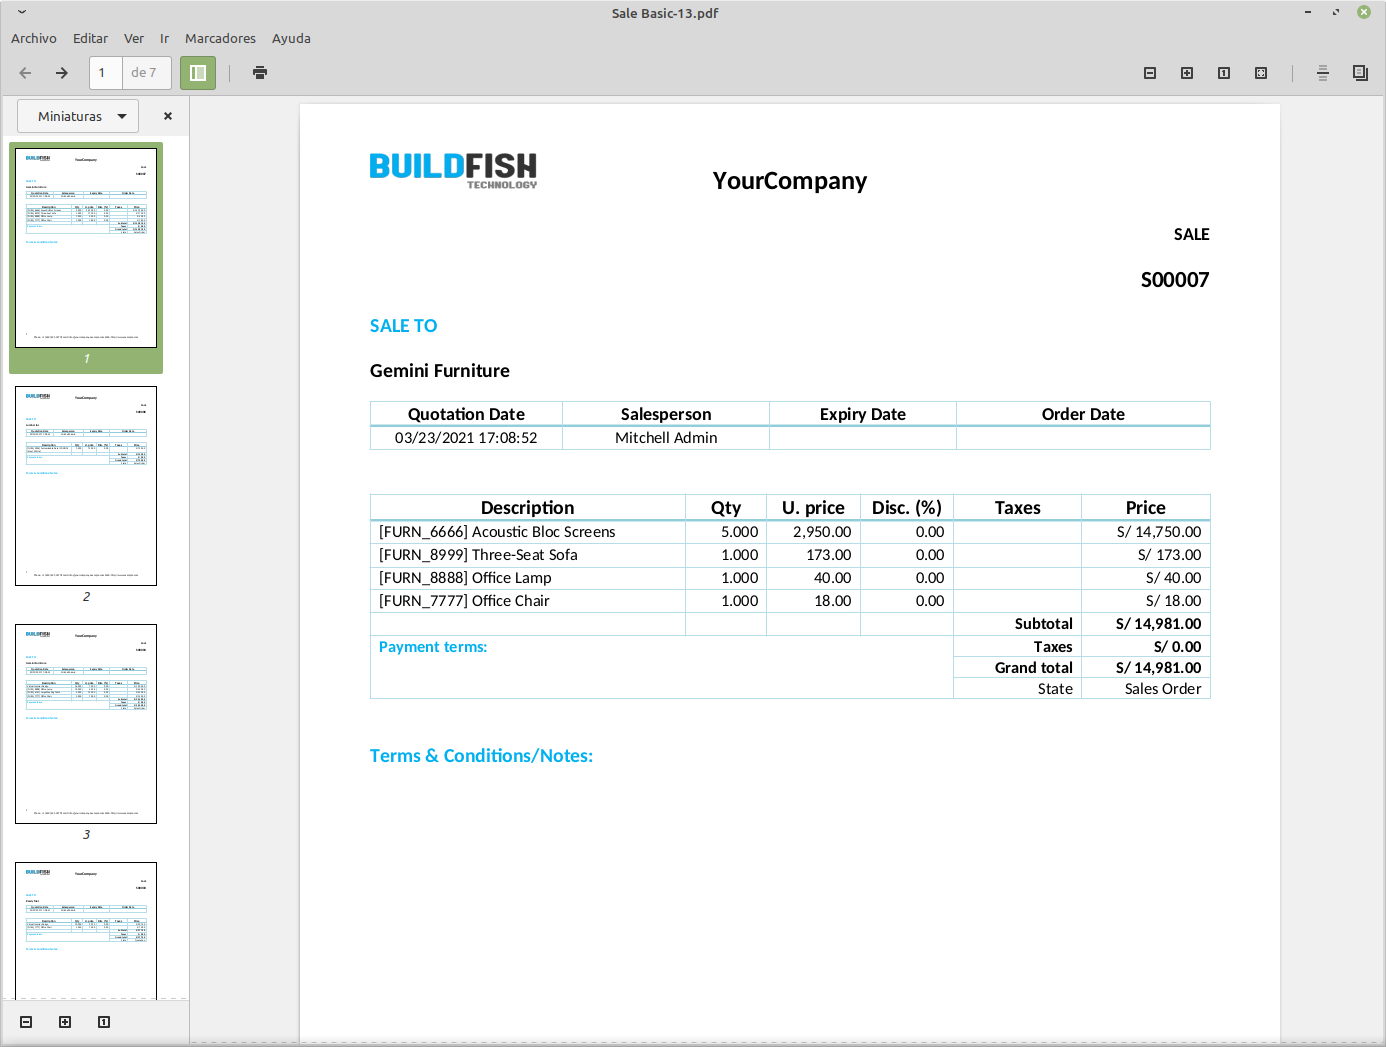 Sale Basic-13.pdf
Archivo Editar Ver Ir Marcadores Ayuda
1 de 7
Miniaturas
1
2
3
BUILDFISH
TECHNOLOGY
YourCompany
SALE
S00007
SALE TO
Gemini Furniture
Quotation Date Salesperson Expiry Date Order Date
03/23/2021 17:08:52 Mitchell Admin
Description Qty U. price Disc. (%) Taxes Price
[FURN_6666] Acoustic Bloc Screens 5.000 2,950.00 0.00 S/ 14,750.00
[FURN_8999] Three-Seat Sofa 1.000 173.00 0.00 S/ 173.00
[FURN_8888] Office Lamp 1.000 40.00 0.00 S/ 40.00
[FURN_7777] Office Chair 1.000 18.00 0.00 S/ 18.00
Subtotal S/ 14,981.00
Payment terms: Taxes S/ 0.00
Grand total S/ 14,981.00
State Sales Order
Terms & Conditions/Notes: